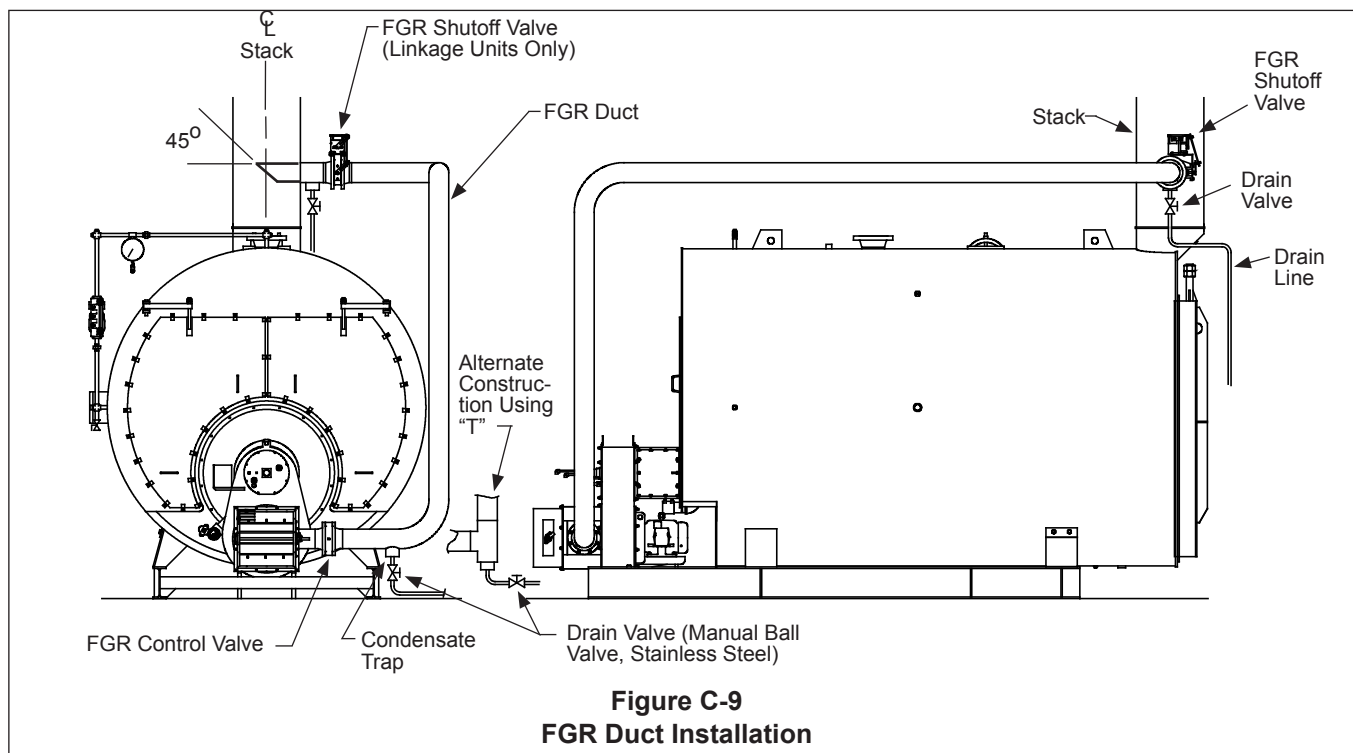 ℄
Stack
FGR Shutoff Valve
(Linkage Units Only)
FGR
Shutoff
Valve
45°
FGR Duct
Stack
Drain
Valve
Drain
Line
Alternate
Construc-
tion Using
“T”
FGR Control Valve
Condensate
Trap
Drain Valve (Manual Ball
Valve, Stainless Steel)
Figure C-9
FGR Duct Installation